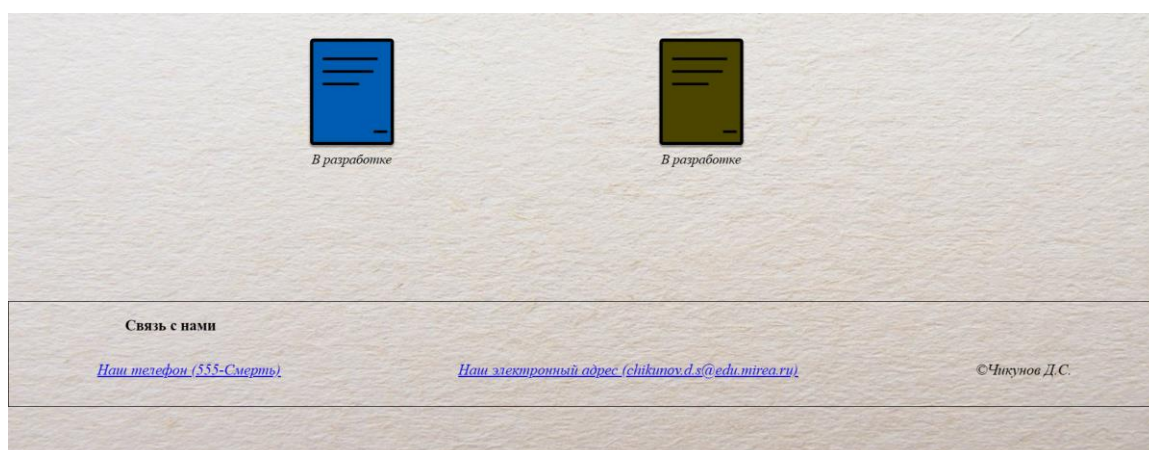 В разработке
В разработке
Связь с нами
Наш телефон (555-Смерть)
Наш электронный адрес (chikunov.d.s@edu.mirea.ru)
©Чикунов Д.С.